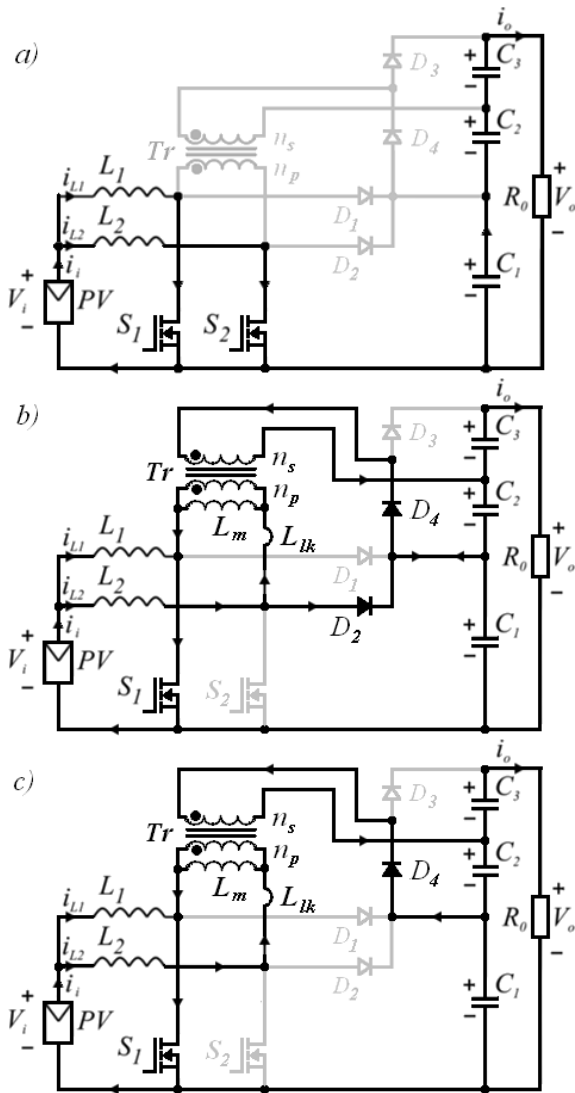 a)
i_o
D_3
C_3
n_s
Tr
n_p
D_4
C_2
i_L1
L_1
D_1
R_0
V_o
i_L2
L_2
i_i
D_2
C_1
V_i
PV
S_1
S_2
b)
i_o
D_3
C_3
n_s
Tr
n_p
L_m
D_4
C_2
L_lk
i_L1
L_1
D_1
R_0
V_o
i_L2
L_2
i_i
D_2
C_1
V_i
PV
S_1
S_2
c)
i_o
D_3
C_3
n_s
Tr
n_p
L_m
D_4
C_2
L_lk
i_L1
L_1
D_1
R_0
V_o
i_L2
L_2
i_i
D_2
C_1
V_i
PV
S_1
S_2